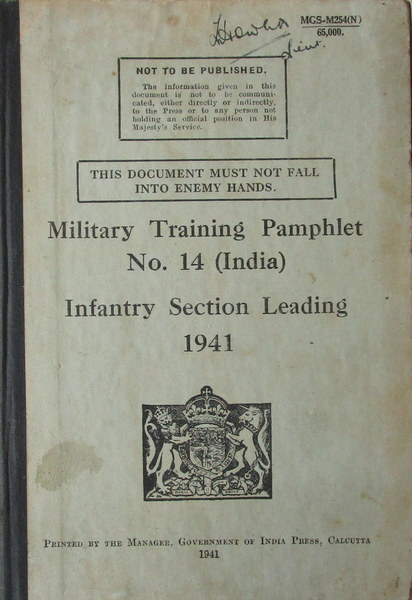 MGS-M254(N)
65,000.
NOT TO BE PUBLISHED.
The information given in this
document is not to be communi-
cated, either directly or indirectly,
to the Press or to any person not
holding an official position in His
Majesty's Service.
THIS DOCUMENT MUST NOT FALL
INTO ENEMY HANDS.
Military Training Pamphlet
No. 14 (India)
Infantry Section Leading
1941
PRINTED BY THE MANAGER, GOVERNMENT OF INDIA PRESS, CALCUTTA
1941